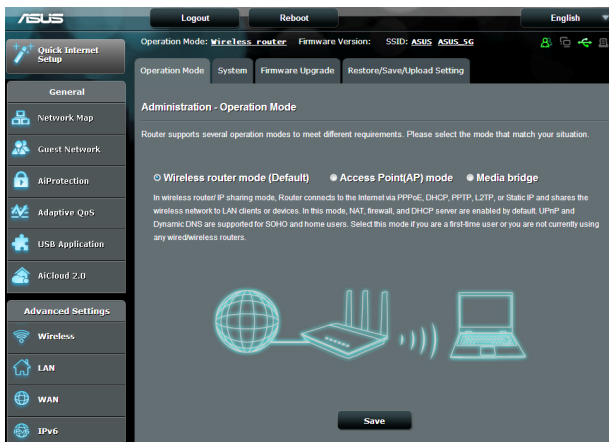 ASUS
Logout
Reboot
English
Quick Internet
Setup
Operation Mode: Wireless router Firmware Version: SSID: ASUS ASUS_5G
Operation Mode
System
Firmware Upgrade
Restore/Save/Upload Setting
General
Network Map
Guest Network
AiProtection
Adaptive QoS
USB Application
AiCloud 2.0
Advanced Settings
Wireless
LAN
WAN
IPv6
Administration - Operation Mode
Router supports several operation modes to meet different requirements. Please select the mode that match your situation.
Wireless router mode (Default)
Access Point(AP) mode
Media bridge
In wireless router/ IP sharing mode, Router connects to the Internet via PPPoE, DHCP, PPTP, L2TP, or Static IP and shares the
wireless network to LAN clients or devices. In this mode, NAT, firewall, and DHCP server are enabled by default. UPnP and
Dynamic DNS are supported for SOHO and home users. Select this mode if you are a first-time user or you are not currently using
any wired/wireless routers.
Save